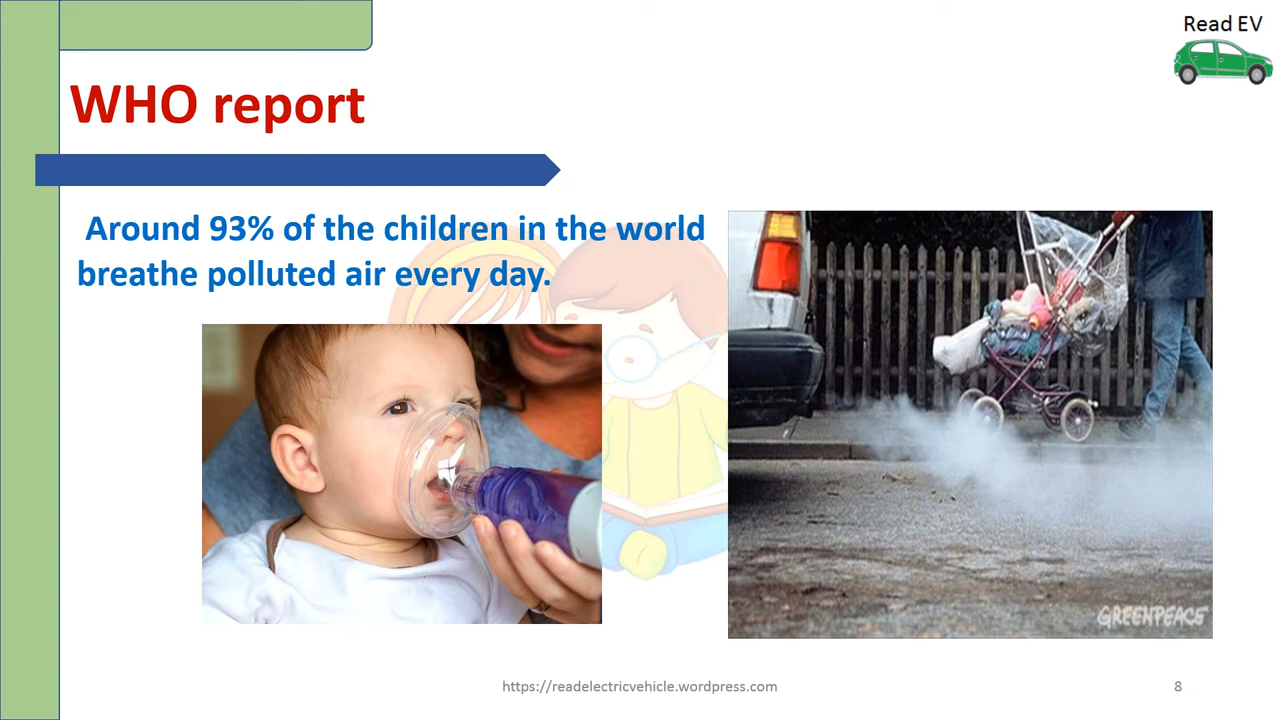 Read EV
WHO report
Around 93% of the children in the world
breathe polluted air every day.
GREENPEACE
https://readelectricvehicle.wordpress.com
8